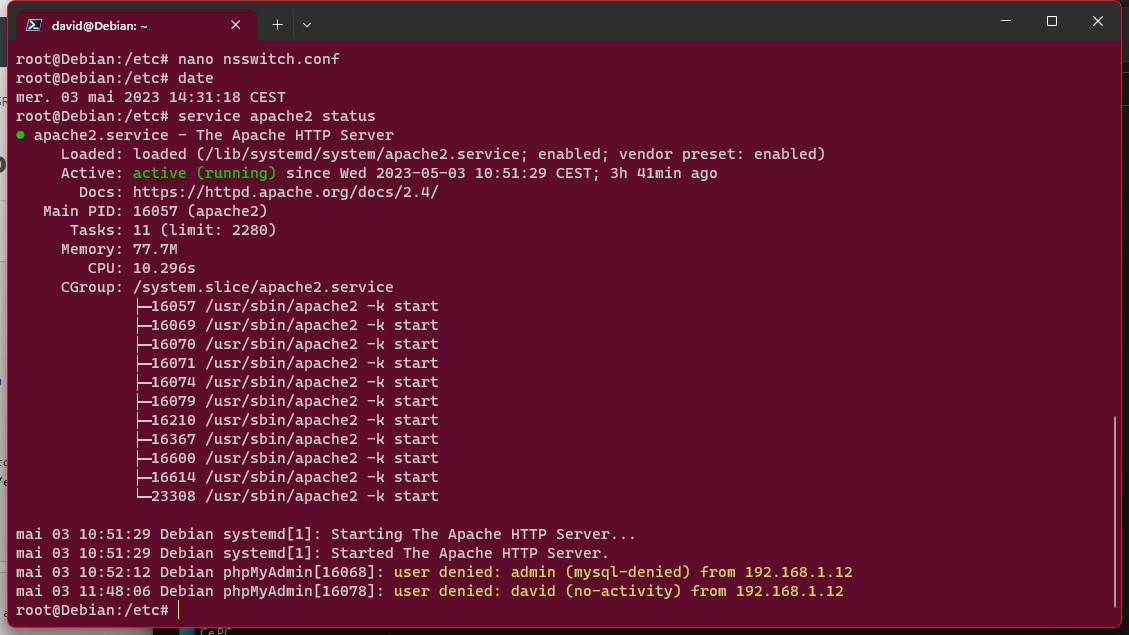 david@Debian: ~
root@Debian:/etc# nano nsswitch.conf
root@Debian:/etc# date
mer. 03 mai 2023 14:31:18 CEST
root@Debian:/etc# service apache2 status
● apache2.service - The Apache HTTP Server
Loaded: loaded (/lib/systemd/system/apache2.service; enabled; vendor preset: enabled)
Active: active (running) since Wed 2023-05-03 10:51:29 CEST; 3h 41min ago
Docs: https://httpd.apache.org/docs/2.4/
Main PID: 16057 (apache2)
Tasks: 11 (limit: 2280)
Memory: 77.7M
CPU: 10.296s
CGroup: /system.slice/apache2.service
├─16057 /usr/sbin/apache2 -k start
├─16069 /usr/sbin/apache2 -k start
├─16070 /usr/sbin/apache2 -k start
├─16071 /usr/sbin/apache2 -k start
├─16074 /usr/sbin/apache2 -k start
├─16079 /usr/sbin/apache2 -k start
├─16210 /usr/sbin/apache2 -k start
├─16367 /usr/sbin/apache2 -k start
├─16600 /usr/sbin/apache2 -k start
├─16614 /usr/sbin/apache2 -k start
└─23308 /usr/sbin/apache2 -k start
mai 03 10:51:29 Debian systemd[1]: Starting The Apache HTTP Server...
mai 03 10:51:29 Debian systemd[1]: Started The Apache HTTP Server.
mai 03 10:52:12 Debian phpMyAdmin[16068]: user denied: admin (mysql-denied) from 192.168.1.12
mai 03 11:48:06 Debian phpMyAdmin[16078]: user denied: david (no-activity) from 192.168.1.12
root@Debian:/etc#
Ce PC